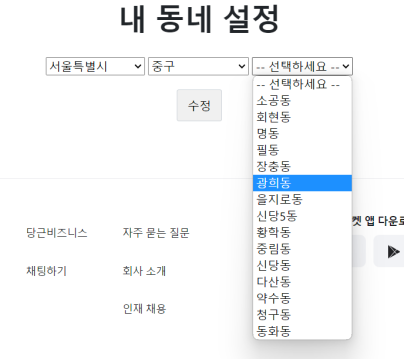 내 동네 설정
서울특별시 중구 -- 선택하세요 --
-- 선택하세요 --
소공동
회현동
명동
필동
장충동
광희동
을지로동
신당5동
황학동
중림동
신당동
다산동
약수동
청구동
동화동
수정
당근비즈니스 자주 묻는 질문
켓 앱 다운로
채팅하기 회사 소개
인재 채용